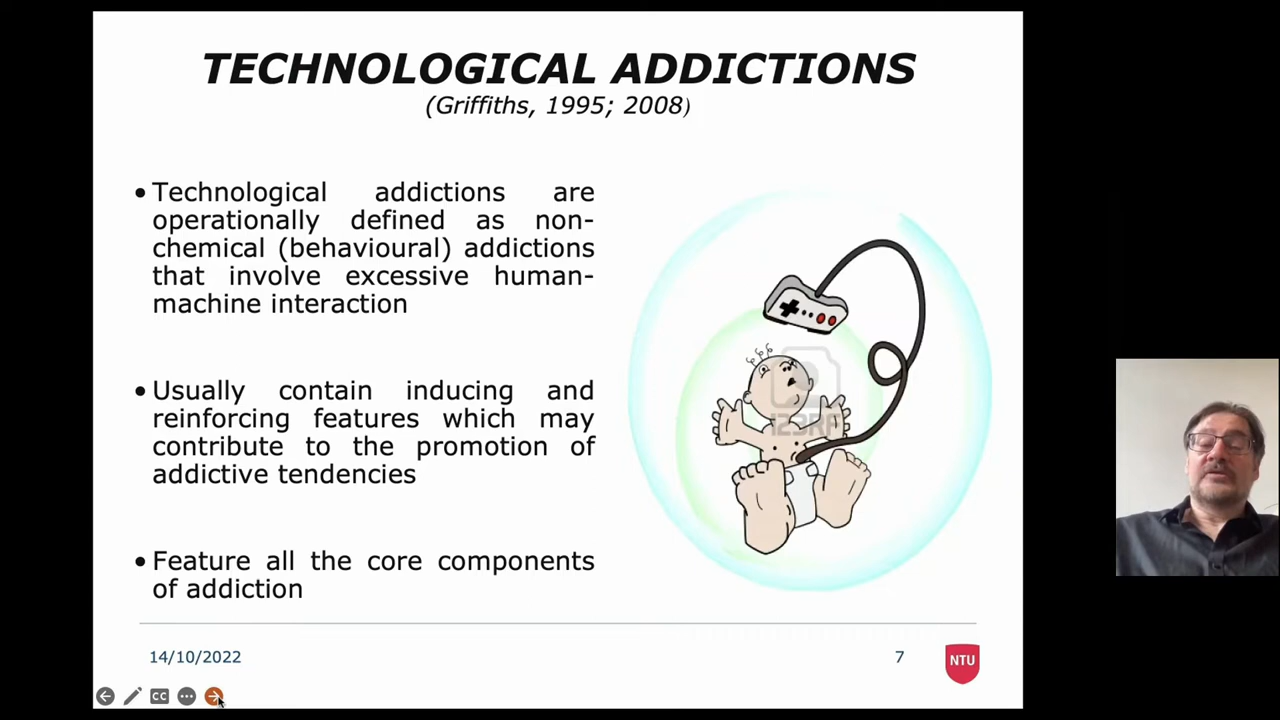 TECHNOLOGICAL ADDICTIONS
(Griffiths, 1995; 2008)
• Technological addictions are
operationally defined as non-
chemical (behavioural) addictions
that involve excessive human-
machine interaction
• Usually contain inducing and
reinforcing features which may
contribute to the promotion of
addictive tendencies
• Feature all the core components
of addiction
123RF
14/10/2022
7
NTU
CC